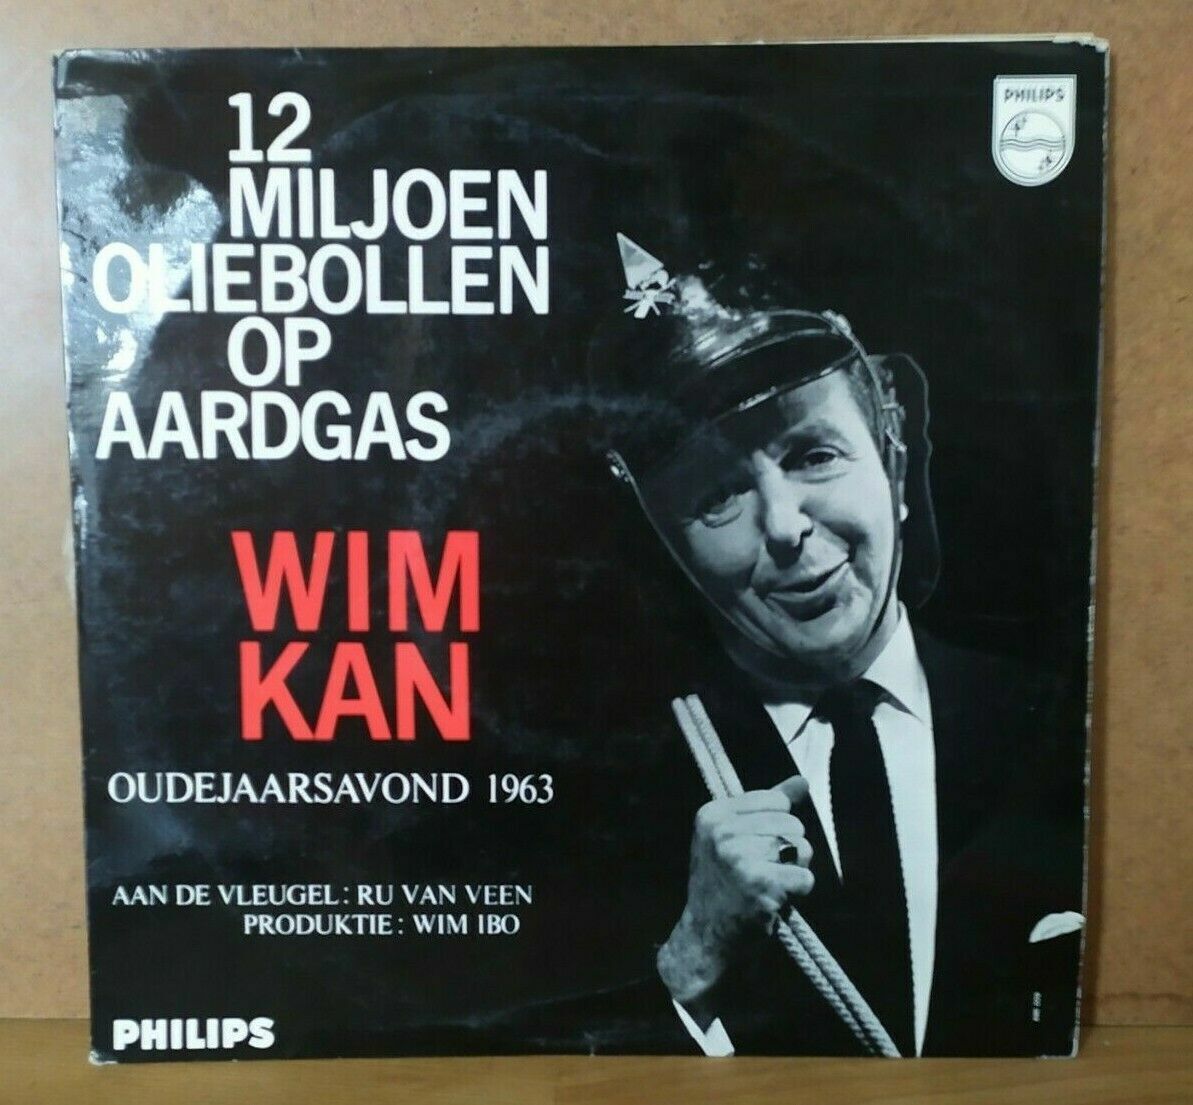 12
MILJOEN
OLIEBOLLEN
OP
AARDGAS
PHILIPS
WIM
KAN
OUDEJAARSAVOND 1963
AAN DE VLEUGEL: RU VAN VEEN
PRODUKTIE: WIM IBO
PHILIPS